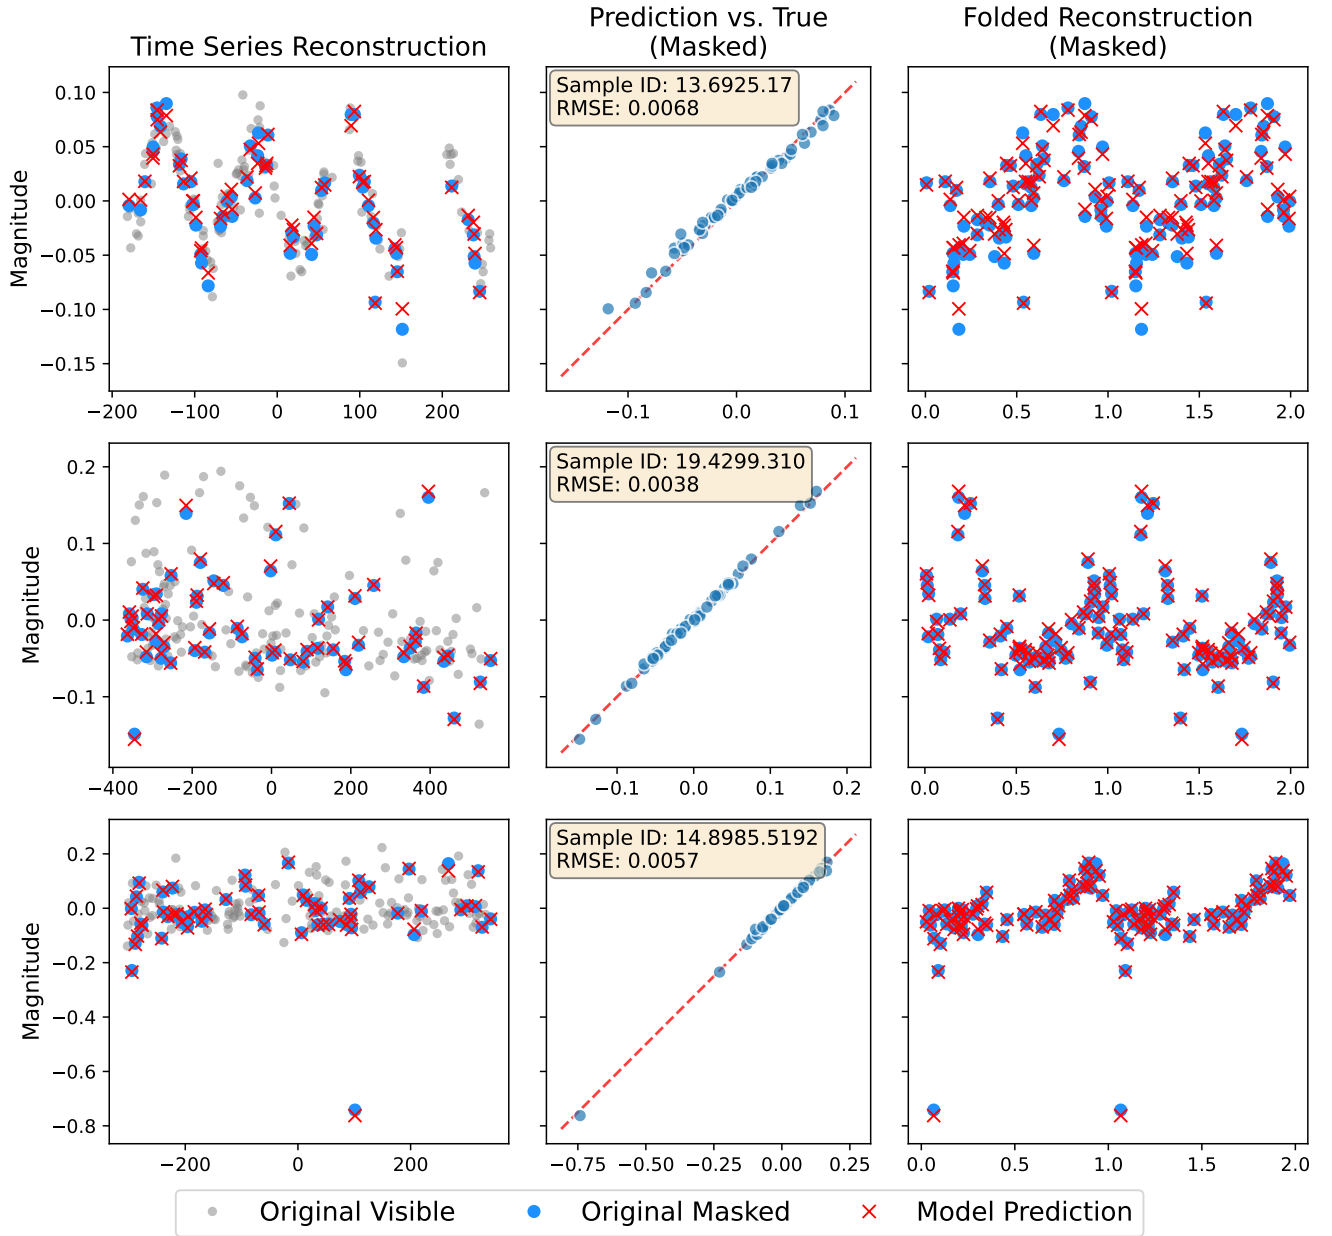 Time Series Reconstruction
Prediction vs. True
(Masked)
Folded Reconstruction
(Masked)
Magnitude
0.10
0.05
0.00
−0.05
−0.10
−0.15
−200 −100 0 100 200
Sample ID: 13.6925.17
RMSE: 0.0068
−0.1 0.0 0.1
0.0 0.5 1.0 1.5 2.0
Magnitude
0.2
0.1
0.0
−0.1
−400 −200 0 200 400
Sample ID: 19.4299.310
RMSE: 0.0038
−0.1 0.0 0.1 0.2
0.0 0.5 1.0 1.5 2.0
Magnitude
0.2
0.0
−0.2
−0.4
−0.6
−0.8
−200 0 200
Sample ID: 14.8985.5192
RMSE: 0.0057
−0.75 −0.50 −0.25 0.00 0.25
0.0 0.5 1.0 1.5 2.0
Original Visible Original Masked Model Prediction